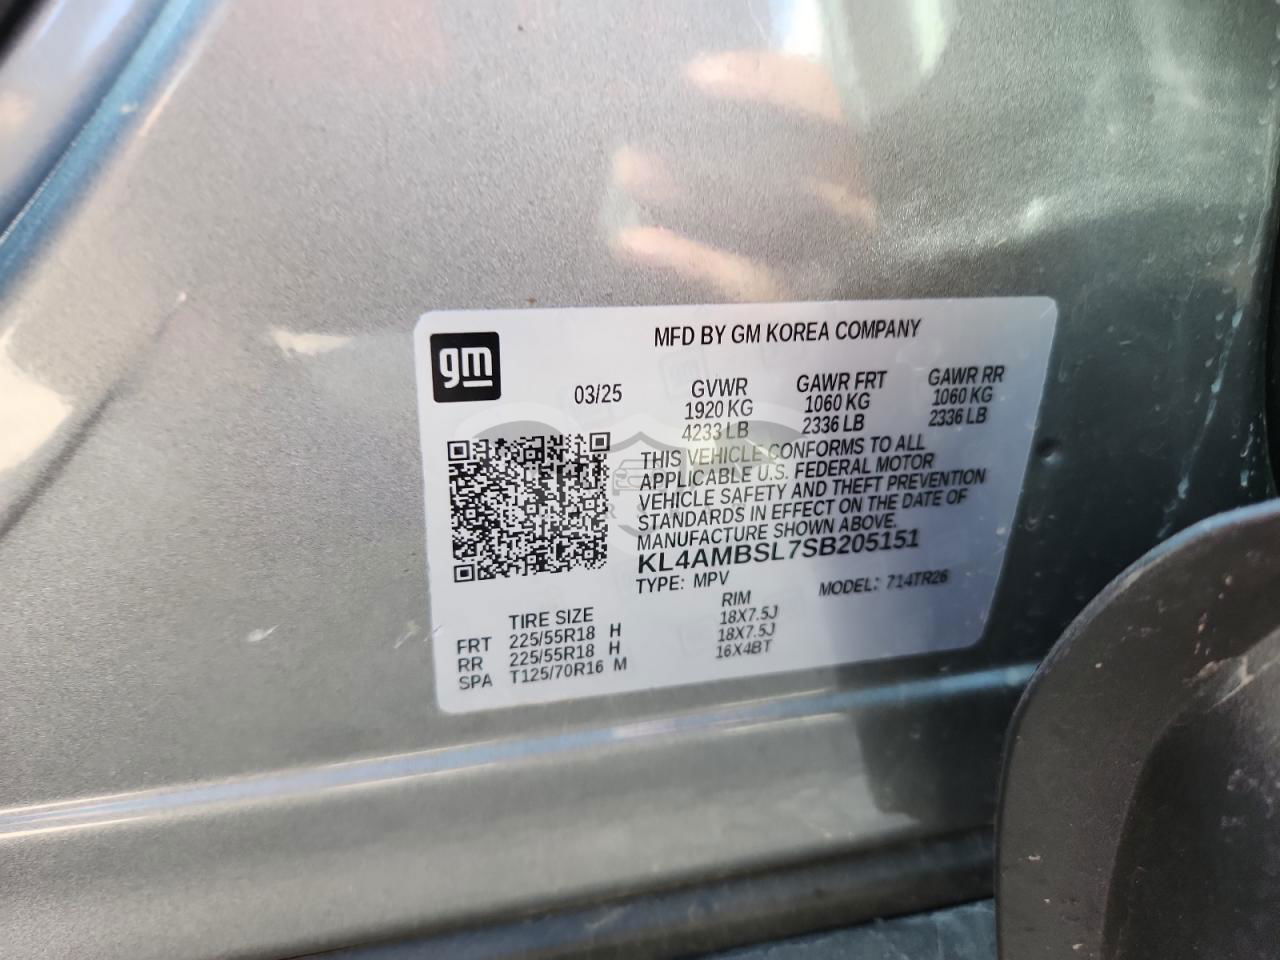 gm
MFD BY GM KOREA COMPANY
03/25
GVWR GAWR FRT GAWR RR
1920 KG 1060 KG 1060 KG
4233 LB 2336 LB 2336 LB
THIS VEHICLE CONFORMS TO ALL
APPLICABLE U.S. FEDERAL MOTOR
VEHICLE SAFETY AND THEFT PREVENTION
STANDARDS IN EFFECT ON THE DATE OF
MANUFACTURE SHOWN ABOVE.
KL4AMBSL7SB205151
TYPE: MPV MODEL: 714TR26
TIRE SIZE RIM
FRT 225/55R18 H 18X7.5J
RR 225/55R18 H 18X7.5J
SPA T125/70R16 M 16X4BT